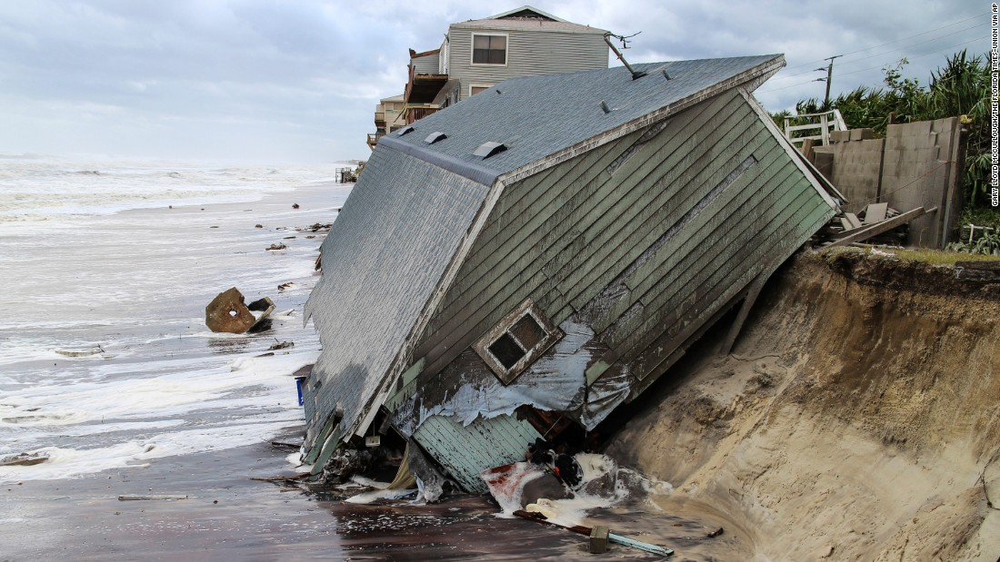 GARY LLOYD MCCULLOUGH/THE FLORIDA TIMES-UNION VIA AP